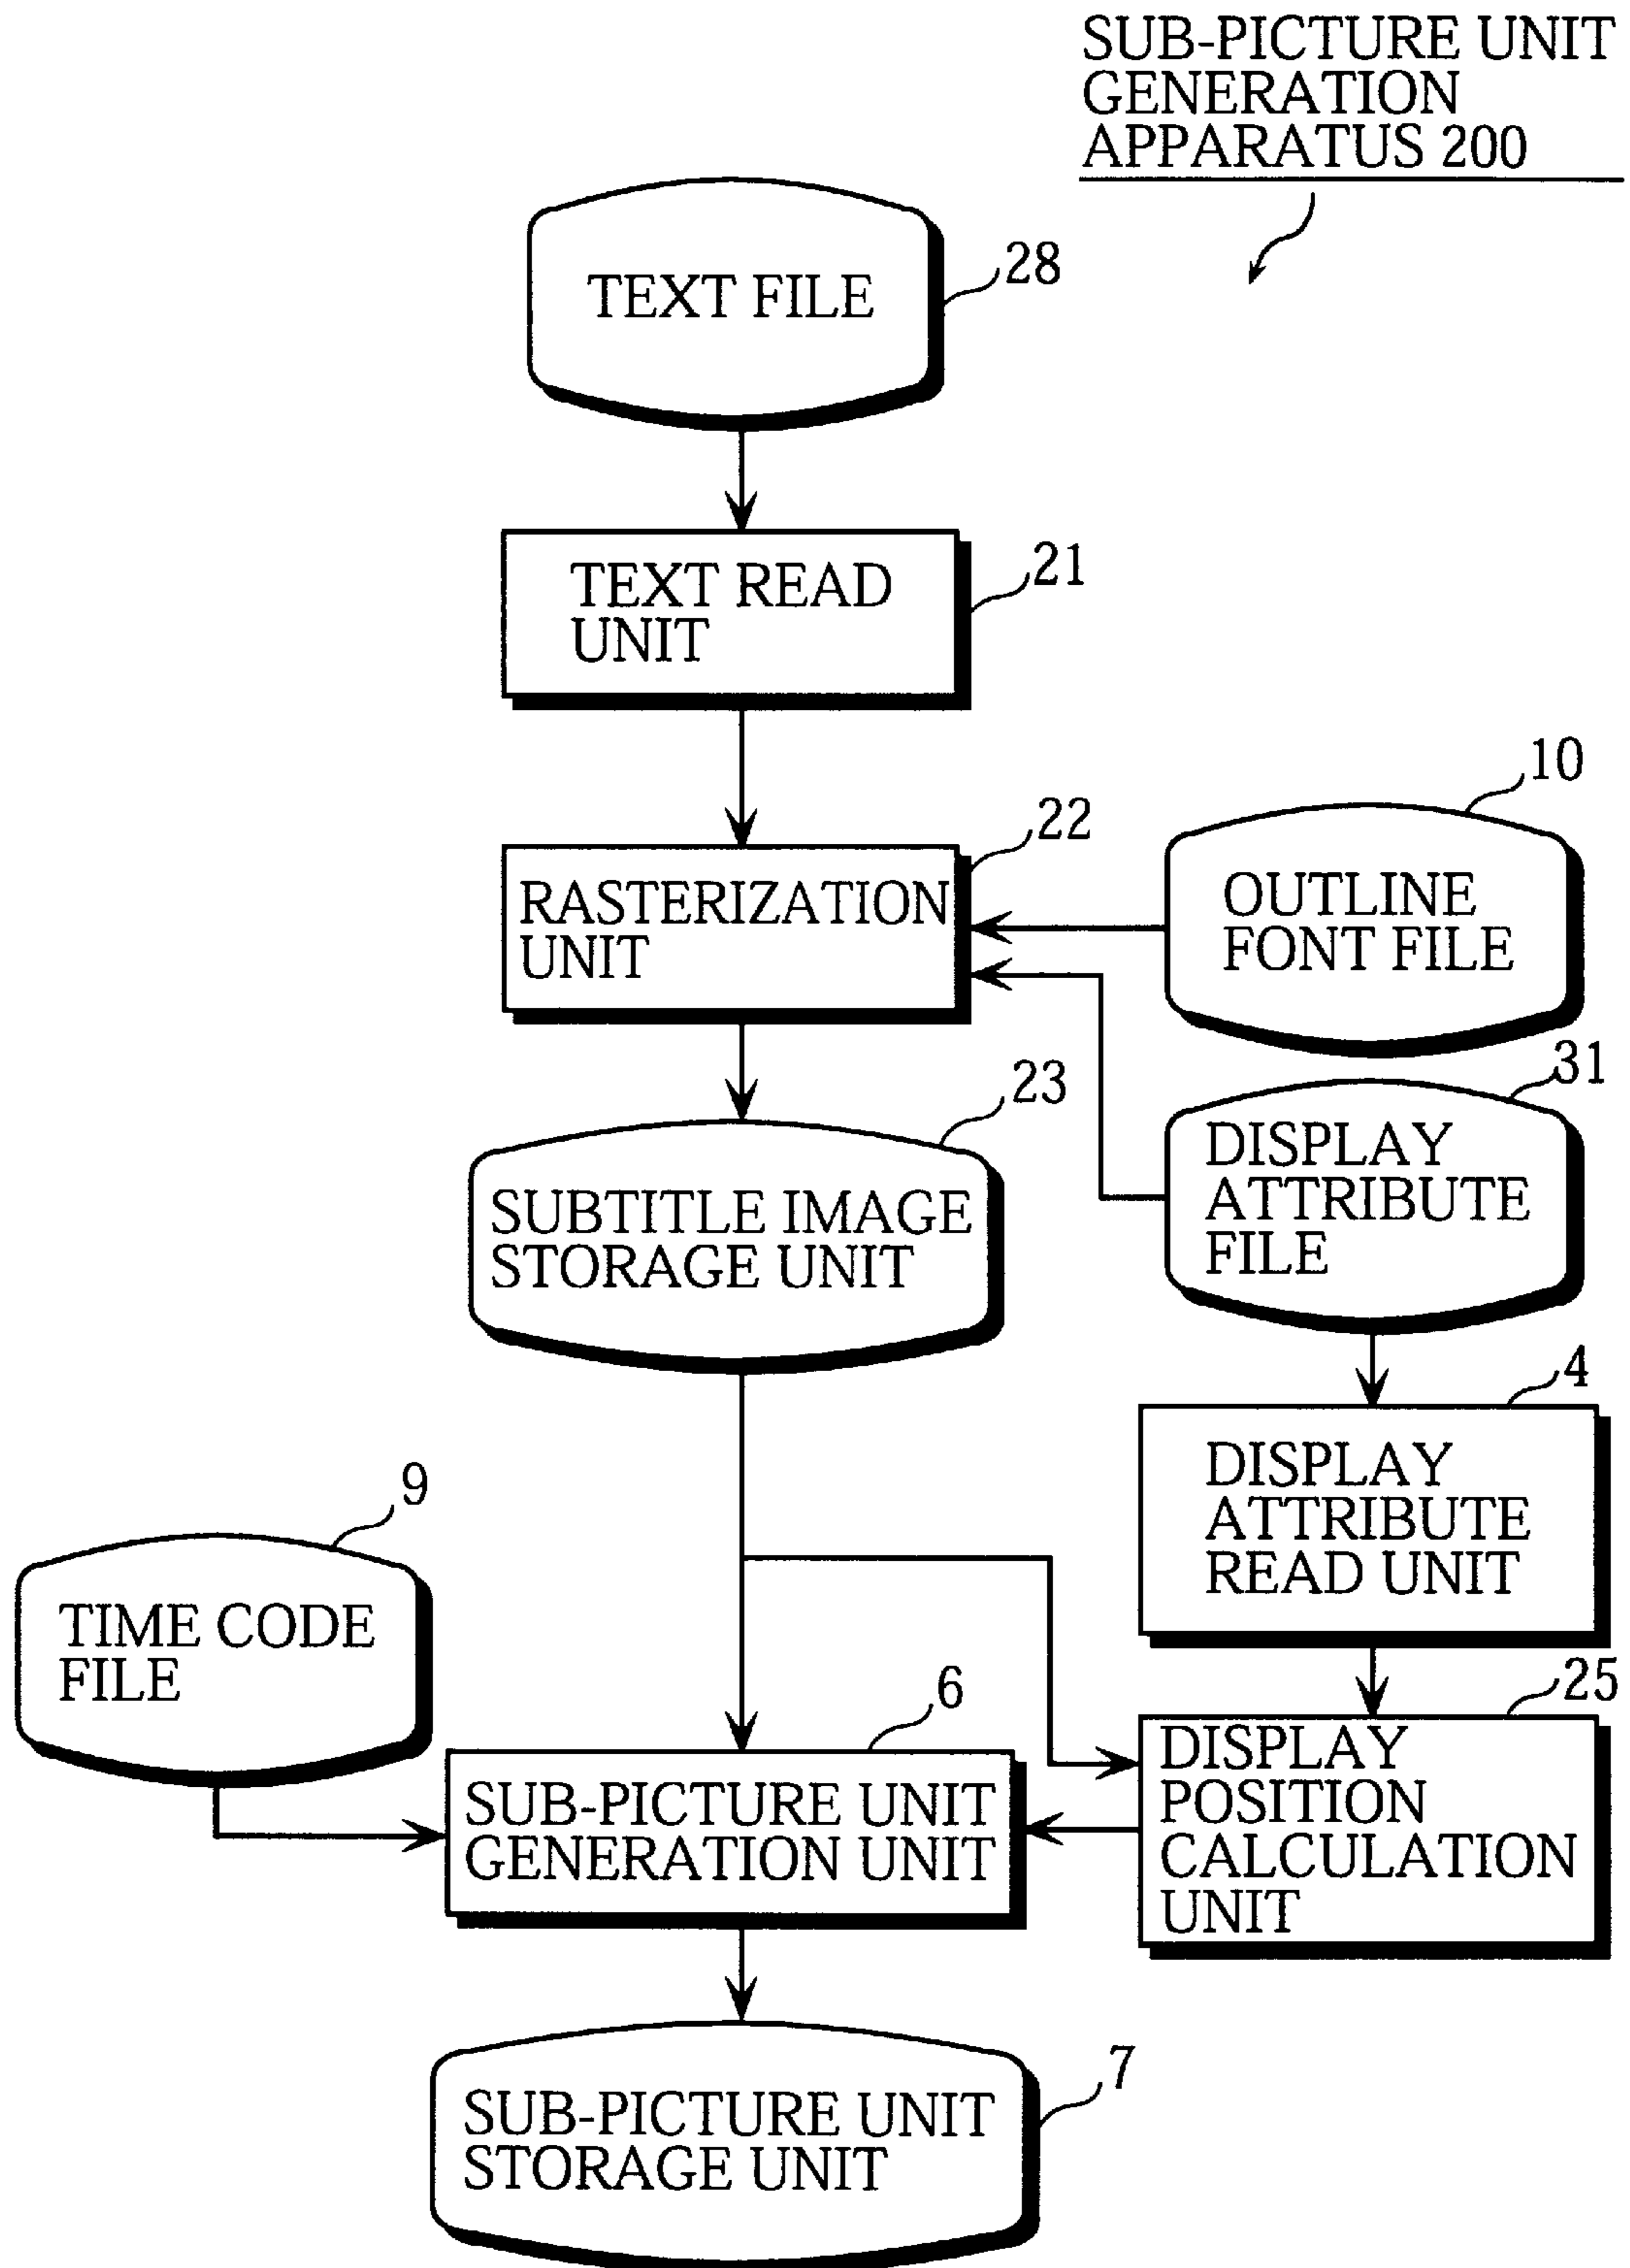 SUB-PICTURE UNIT
GENERATION
APPARATUS 200
TEXT FILE
28
TEXT READ
UNIT
21
RASTERIZATION
UNIT
22
OUTLINE
FONT FILE
10
SUBTITLE IMAGE
STORAGE UNIT
23
DISPLAY
ATTRIBUTE
FILE
31
DISPLAY
ATTRIBUTE
READ UNIT
4
TIME CODE
FILE
9
SUB-PICTURE UNIT
GENERATION UNIT
6
DISPLAY
POSITION
CALCULATION
UNIT
25
SUB-PICTURE UNIT
STORAGE UNIT
7